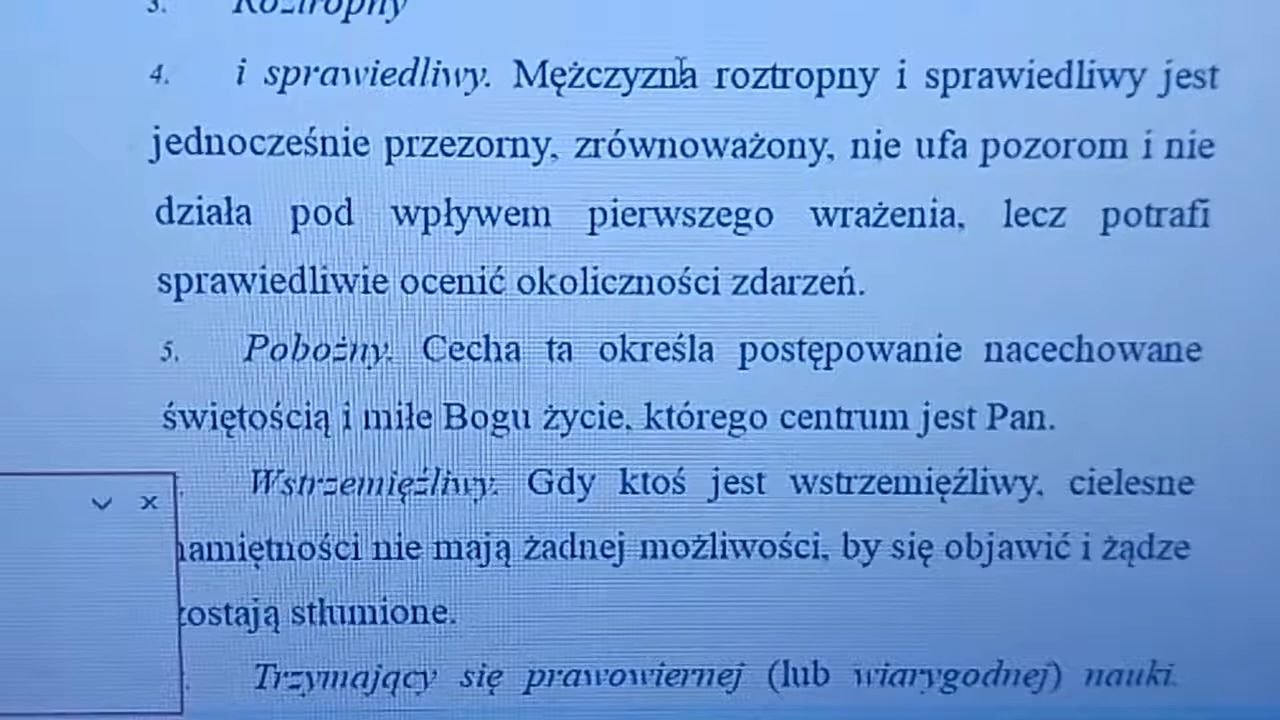 3. Roztropny
4. i sprawiedliwy. Mężczyzna roztropny i sprawiedliwy jest
jednocześnie przezorny, zrównoważony, nie ufa pozorom i nie
działa pod wpływem pierwszego wrażenia, lecz potrafi
sprawiedliwie ocenić okoliczności zdarzeń.
5. Pobożny. Cecha ta określa postępowanie nacechowane
świętością i miłe Bogu życie, którego centrum jest Pan.
Wstrzemięźliwy. Gdy ktoś jest wstrzemięźliwy, cielesne
namiętności nie mają żadnej możliwości, by się objawić i żądze
zostają stłumione.
Trzymający się prawowiernej (lub wiarygodnej) nauki.